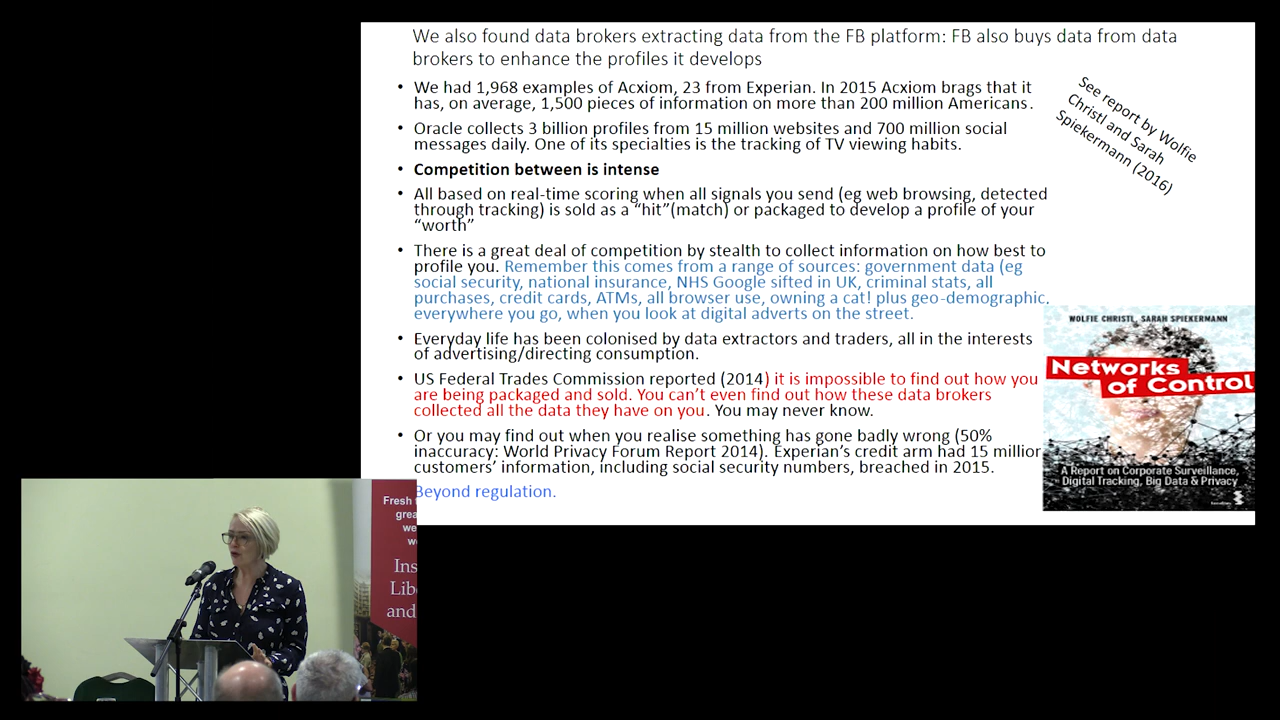 We also found data brokers extracting data from the FB platform: FB also buys data from data
brokers to enhance the profiles it develops
• We had 1,968 examples of Acxiom, 23 from Experian. In 2015 Acxiom brags that it
has, on average, 1,500 pieces of information on more than 200 million Americans.
• Oracle collects 3 billion profiles from 15 million websites and 700 million social
messages daily. One of its specialties is the tracking of TV viewing habits.
• Competition between is intense
• All based on real-time scoring when all signals you send (eg web browsing, detected
through tracking) is sold as a “hit”(match) or packaged to develop a profile of your
“worth”
• There is a great deal of competition by stealth to collect information on how best to
profile you. Remember this comes from a range of sources: government data (eg
social security, national insurance, NHS Google sifted in UK, criminal stats, all
purchases, credit cards, ATMs, all browser use, owning a cat! plus geo-demographic.
everywhere you go, when you look at digital adverts on the street.
• Everyday life has been colonised by data extractors and traders, all in the interests
of advertising/directing consumption.
• US Federal Trades Commission reported (2014) it is impossible to find out how you
are being packaged and sold. You can’t even find out how these data brokers
collected all the data they have on you. You may never know.
• Or you may find out when you realise something has gone badly wrong (50%
inaccuracy: World Privacy Forum Report 2014). Experian’s credit arm had 15 million
customers’ information, including social security numbers, breached in 2015.
Beyond regulation.
See report by Wolfie
Christl and Sarah
Spiekermann (2016)
WOLFIE CHRISTL, SARAH SPIEKERMANN
Networks
of Control
A Report on Corporate Surveillance,
Digital Tracking, Big Data & Privacy
Fresh
grea
we
Ins
Lib
and